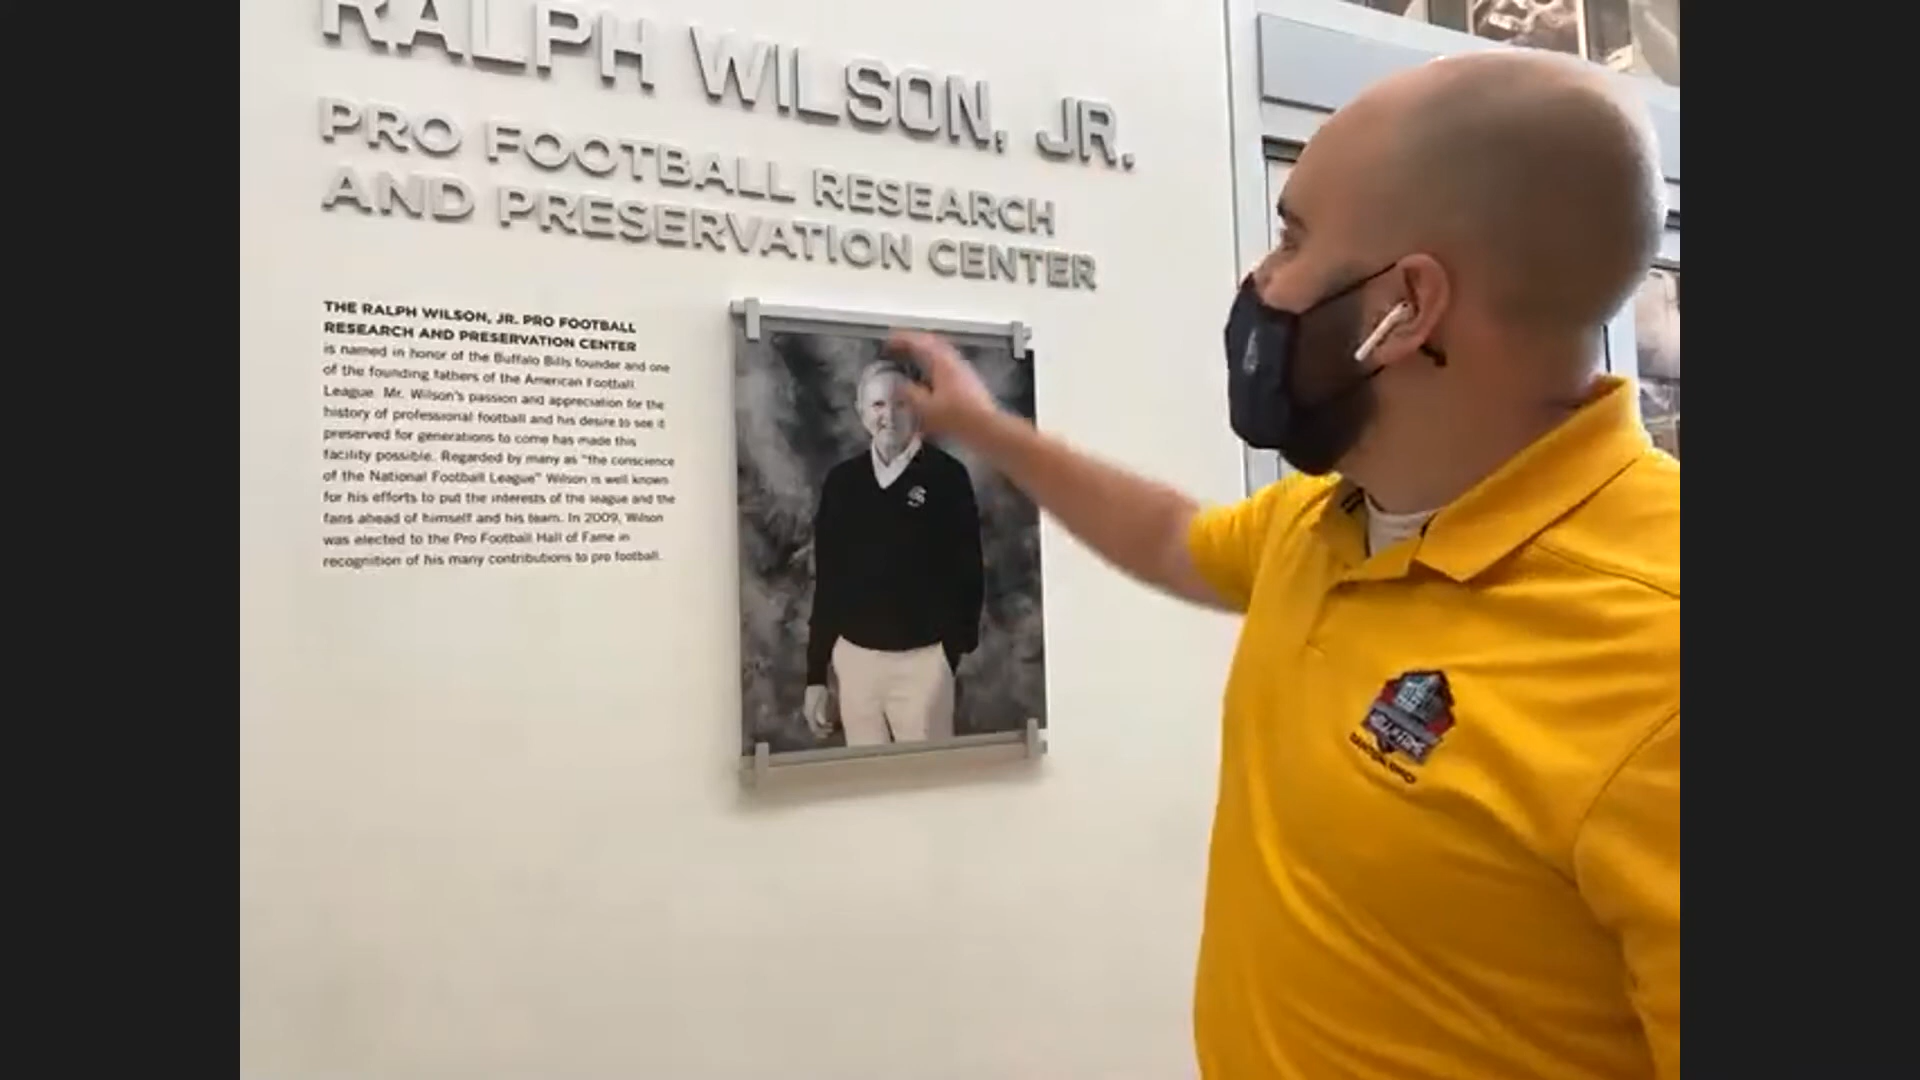 RALPH WILSON, JR.
PRO FOOTBALL RESEARCH
AND PRESERVATION CENTER
THE RALPH WILSON, JR. PRO FOOTBALL
RESEARCH AND PRESERVATION CENTER
is named in honor of the Buffalo Bills founder and one
of the founding fathers of the American Football
League. Mr. Wilson's passion and appreciation for the
history of professional football and his desire to see it
preserved for generations to come has made this
facility possible. Regarded by many as "the conscience
of the National Football League" Wilson is well known
for his efforts to put the interests of the league and the
fans ahead of himself and his team. In 2009, Wilson
was elected to the Pro Football Hall of Fame in
recognition of his many contributions to pro football.
HALL OF FAME
CANTON, OHIO